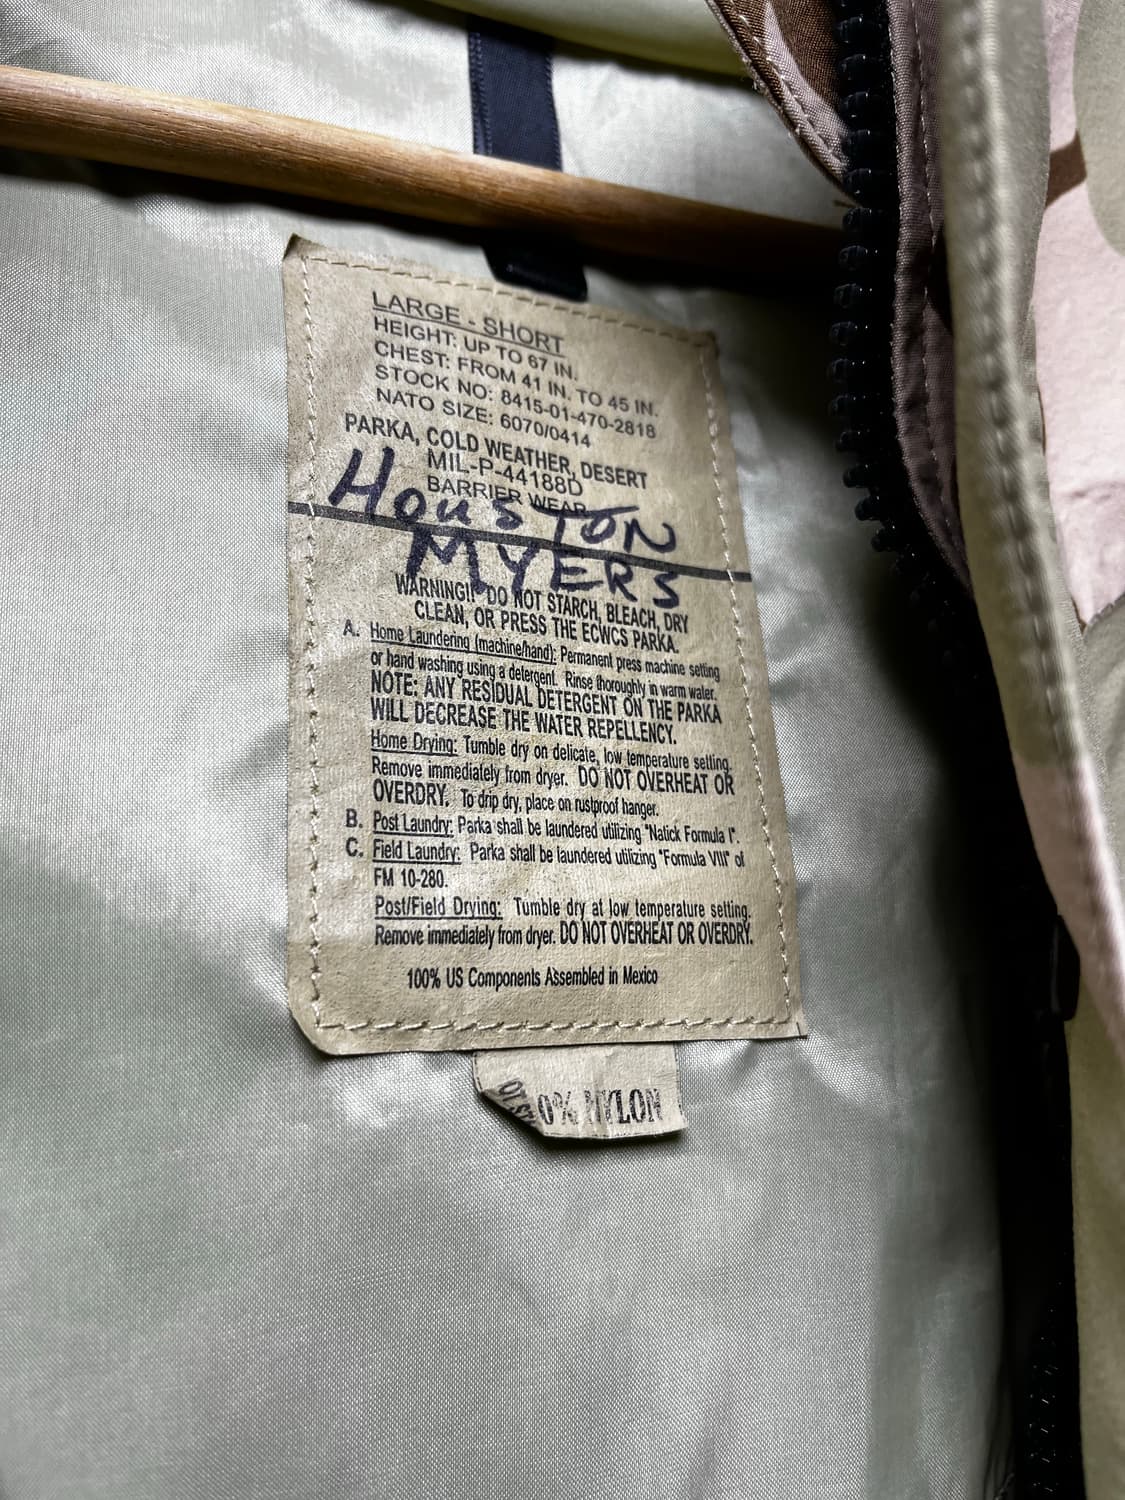 LARGE - SHORT
HEIGHT: UP TO 67 IN.
CHEST: FROM 41 IN. TO 45 IN.
STOCK NO: 8415-01-470-2818
NATO SIZE: 6070/0414
PARKA, COLD WEATHER, DESERT
MIL-P-44188D
BARRIER WEAR
HOUSTON
MYERS
WARNING!! DO NOT STARCH, BLEACH, DRY
CLEAN, OR PRESS THE ECWCS PARKA.
A. Home Laundering (machine/hand): Permanent press machine setting
or hand washing using a detergent. Rinse thoroughly in warm water.
NOTE: ANY RESIDUAL DETERGENT ON THE PARKA
WILL DECREASE THE WATER REPELLENCY.
Home Drying: Tumble dry on delicate, low temperature setting.
Remove immediately from dryer. DO NOT OVERHEAT OR
OVERDRY. To drip dry, place on rustproof hanger.
B. Post Laundry: Parka shall be laundered utilizing "Natick Formula I".
C. Field Laundry: Parka shall be laundered utilizing "Formula VIII" of
FM 10-280.
Post/Field Drying: Tumble dry at low temperature setting.
Remove immediately from dryer. DO NOT OVERHEAT OR OVERDRY.
100% US Components Assembled in Mexico
0% NYLON